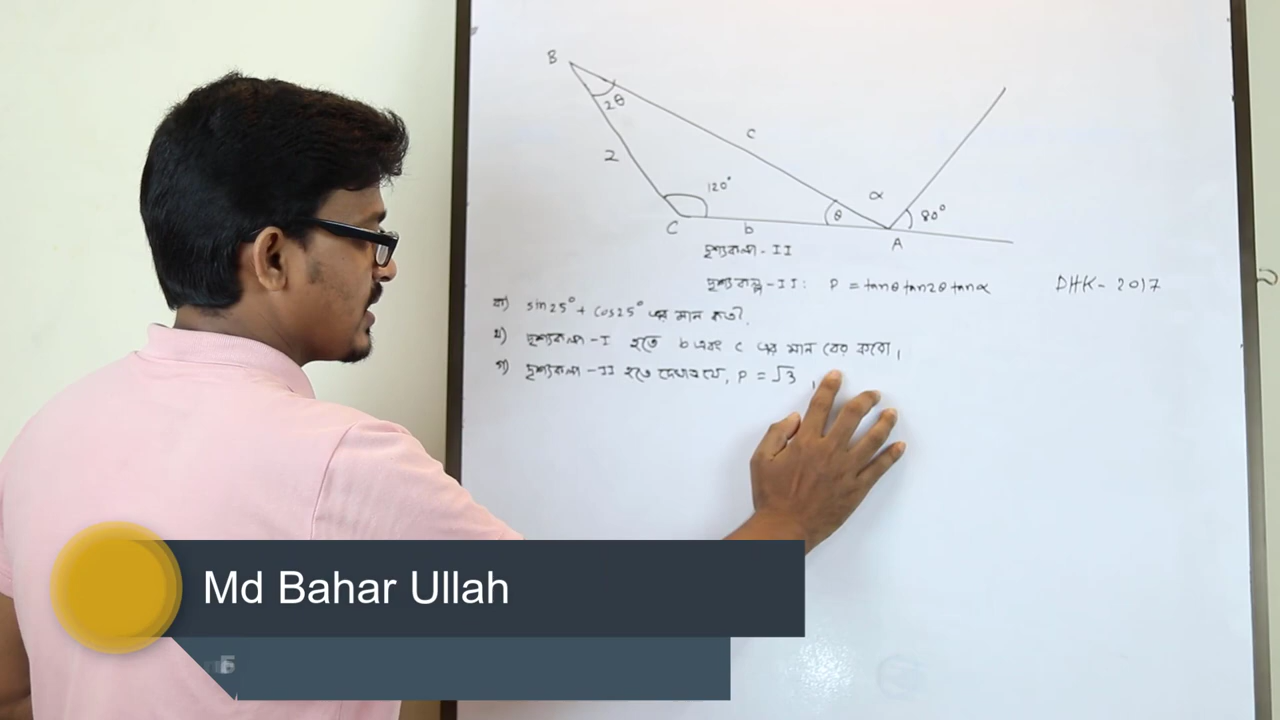 B
2θ
2
c
120°
α
C
b
θ
80°
A
দৃশ্যকল্প - II
দৃশ্যকল্প - II : P = tanθ tan2θ tanα DHK - 2017
ক) sin25° + cos25° এর মান কত?
খ) দৃশ্যকল্প - I হতে b এবং c এর মান বের করো।
গ) দৃশ্যকল্প - II হতে দেখাও যে, P = √3 ।
Md Bahar Ullah